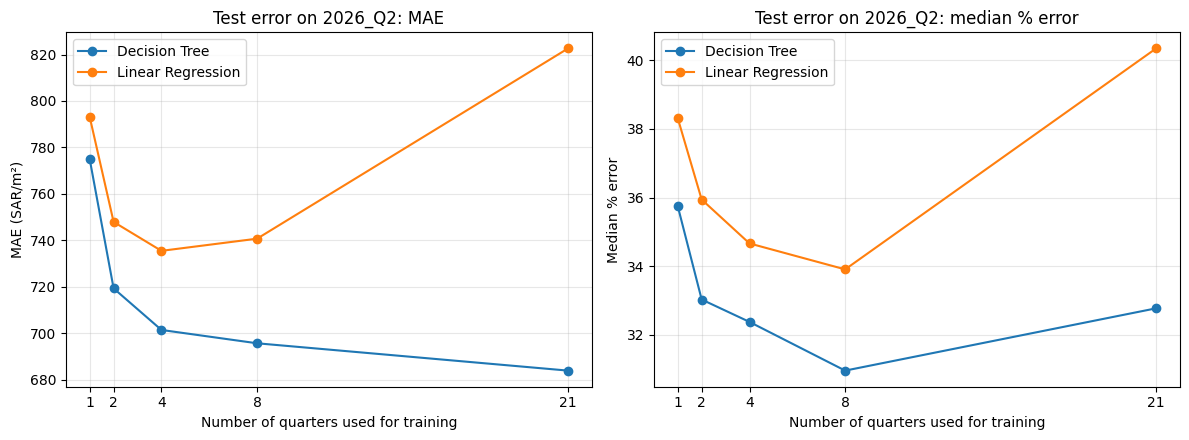 Test error on 2026_Q2: MAE
Decision Tree
Linear Regression
820
800
780
760
740
720
700
680
MAE (SAR/m²)
1 2 4 8 21
Number of quarters used for training
Test error on 2026_Q2: median % error
Decision Tree
Linear Regression
40
38
36
34
32
Median % error
1 2 4 8 21
Number of quarters used for training